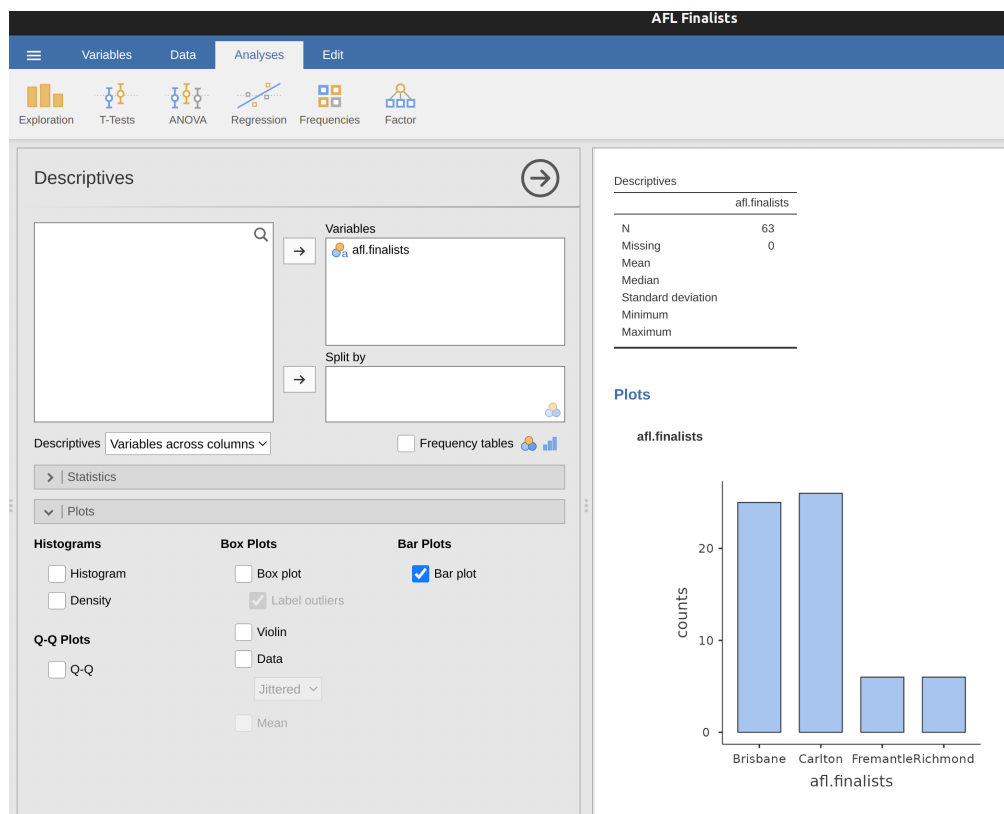 AFL Finalists
Variables Data Analyses Edit
Exploration T-Tests ANOVA Regression Frequencies Factor
Descriptives
Variables
a afl.finalists
Split by
Descriptives Variables across columns Frequency tables
Statistics
Plots
Histograms Box Plots Bar Plots
Histogram Box plot Bar plot
Density Label outliers
Violin
Q-Q Plots
Data
Q-Q
Jittered
Mean
Descriptives
afl.finalists
N 63
Missing 0
Mean
Median
Standard deviation
Minimum
Maximum
Plots
afl.finalists
20
10
0
counts
Brisbane Carlton Fremantle Richmond
afl.finalists